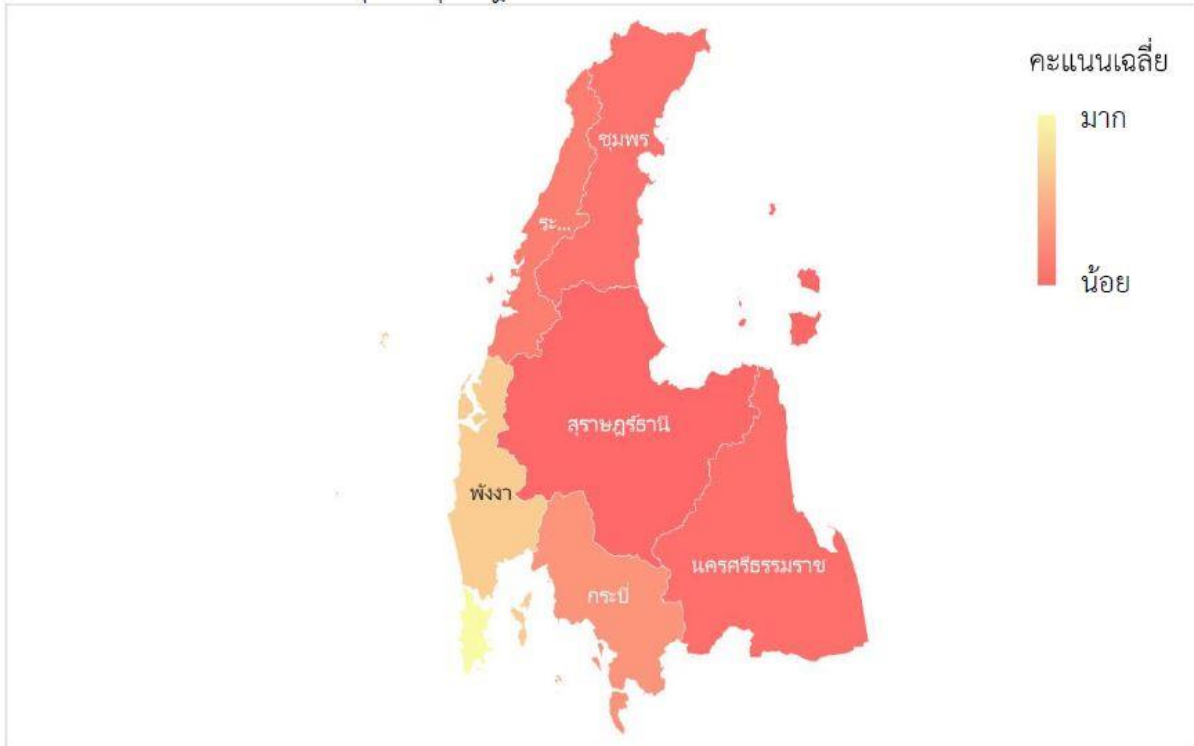 คะแนนเฉลี่ย
มาก
น้อย
ชุมพร
ระ...
สุราษฎร์ธานี
พังงา
นครศรีธรรมราช
กระบี่